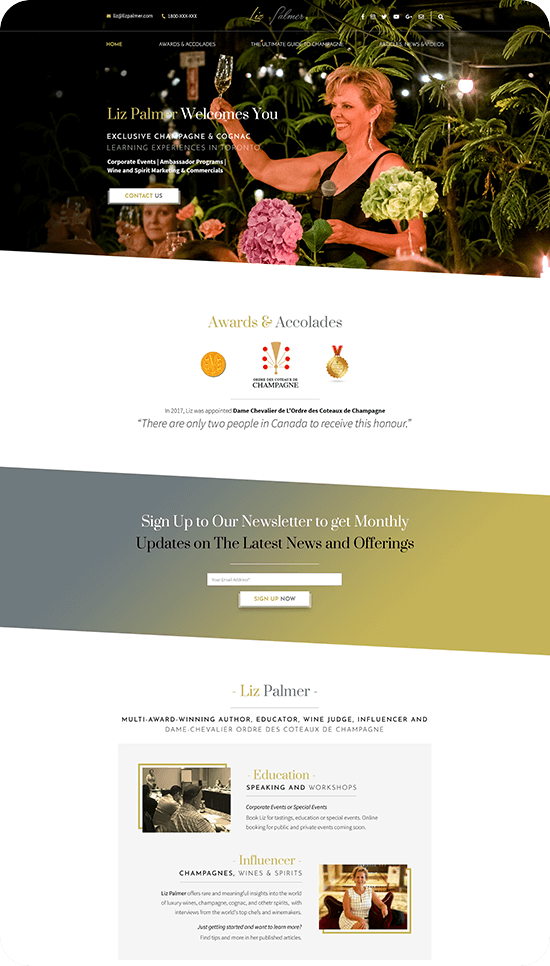 liz@lizpalmer.com 1800-XXX-XXX
Liz Palmer
HOME AWARDS & ACCOLADES THE ULTIMATE GUIDE TO CHAMPAGNE ARTICLES, NEWS & VIDEOS
Liz Palmer Welcomes You
EXCLUSIVE CHAMPAGNE & COGNAC
LEARNING EXPERIENCES IN TORONTO
Corporate Events | Ambassador Programs |
Wine and Spirit Marketing & Commercials
CONTACT US
Awards & Accolades
ORDRE DES COTEAUX DE
CHAMPAGNE
In 2017, Liz was appointed Dame Chevalier de L'Ordre des Coteaux de Champagne
“There are only two people in Canada to receive this honour.”
Sign Up to Our Newsletter to get Monthly
Updates on The Latest News and Offerings
Your Email Address*
SIGN UP NOW
- Liz Palmer -
MULTI-AWARD-WINNING AUTHOR, EDUCATOR, WINE JUDGE, INFLUENCER AND
DAME-CHEVALIER ORDRE DES COTEAUX DE CHAMPAGNE
- Education -
SPEAKING AND WORKSHOPS
Corporate Events or Special Events
Book Liz for tastings, education or special events. Online
booking for public and private events coming soon.
- Influencer -
CHAMPAGNES, WINES & SPIRITS
Liz Palmer offers rare and meaningful insights into the world
of luxury wines, champagne, cognac, and othetr spirits, with
interviews from the world's top chefs and winemakers.
Just getting started and want to learn more?
Find tips and more in her published articles.